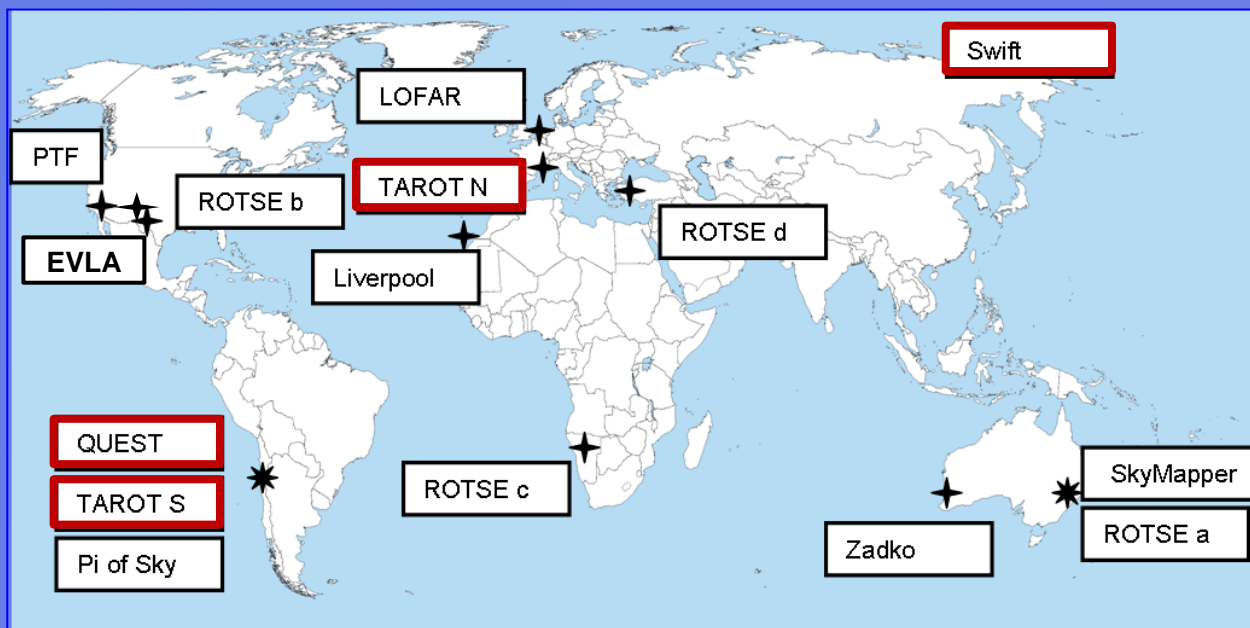 Swift
LOFAR
PTF
TAROT N
ROTSE b
ROTSE d
EVLA
Liverpool
QUEST
TAROT S
Pi of Sky
ROTSE c
SkyMapper
ROTSE a
Zadko